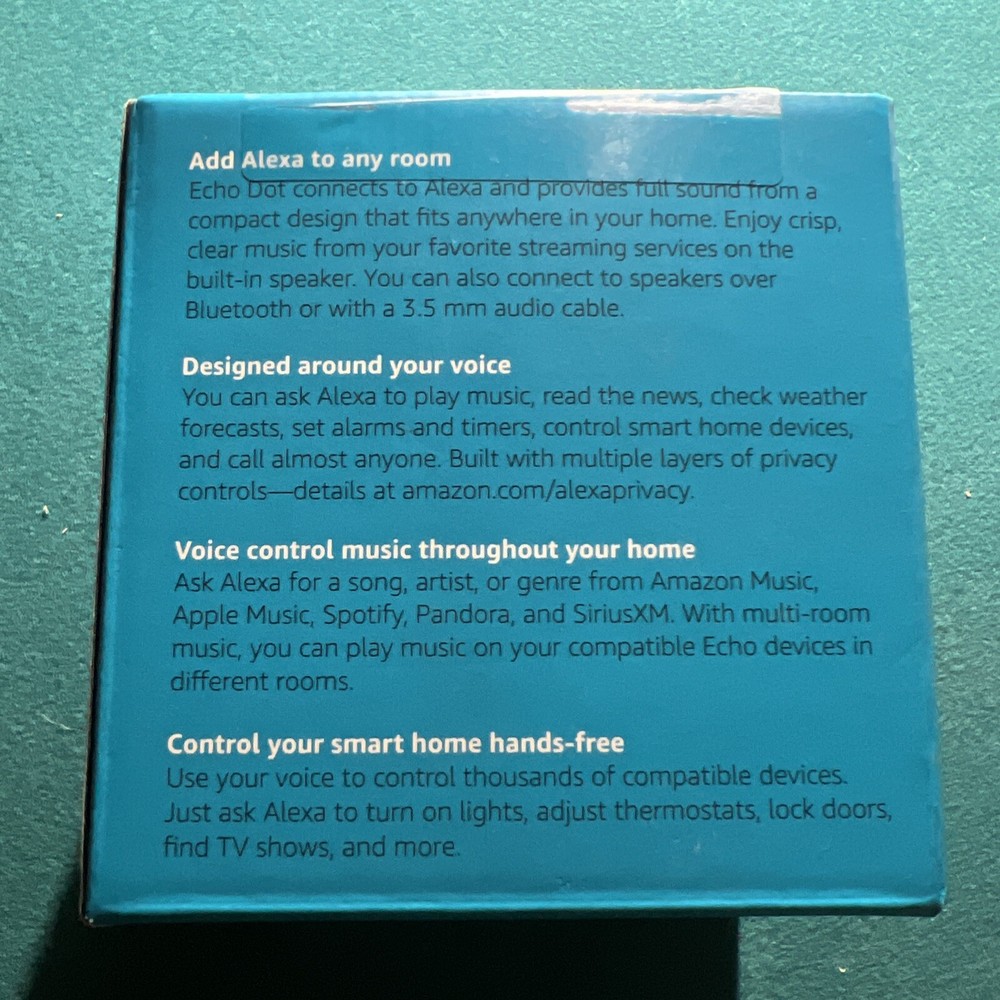 Add Alexa to any room
Echo Dot connects to Alexa and provides full sound from a
compact design that fits anywhere in your home. Enjoy crisp,
clear music from your favorite streaming services on the
built-in speaker. You can also connect to speakers over
Bluetooth or with a 3.5 mm audio cable.
Designed around your voice
You can ask Alexa to play music, read the news, check weather
forecasts, set alarms and timers, control smart home devices,
and call almost anyone. Built with multiple layers of privacy
controls—details at amazon.com/alexaprivacy.
Voice control music throughout your home
Ask Alexa for a song, artist, or genre from Amazon Music,
Apple Music, Spotify, Pandora, and SiriusXM. With multi-room
music, you can play music on your compatible Echo devices in
different rooms.
Control your smart home hands-free
Use your voice to control thousands of compatible devices.
Just ask Alexa to turn on lights, adjust thermostats, lock doors,
find TV shows, and more.